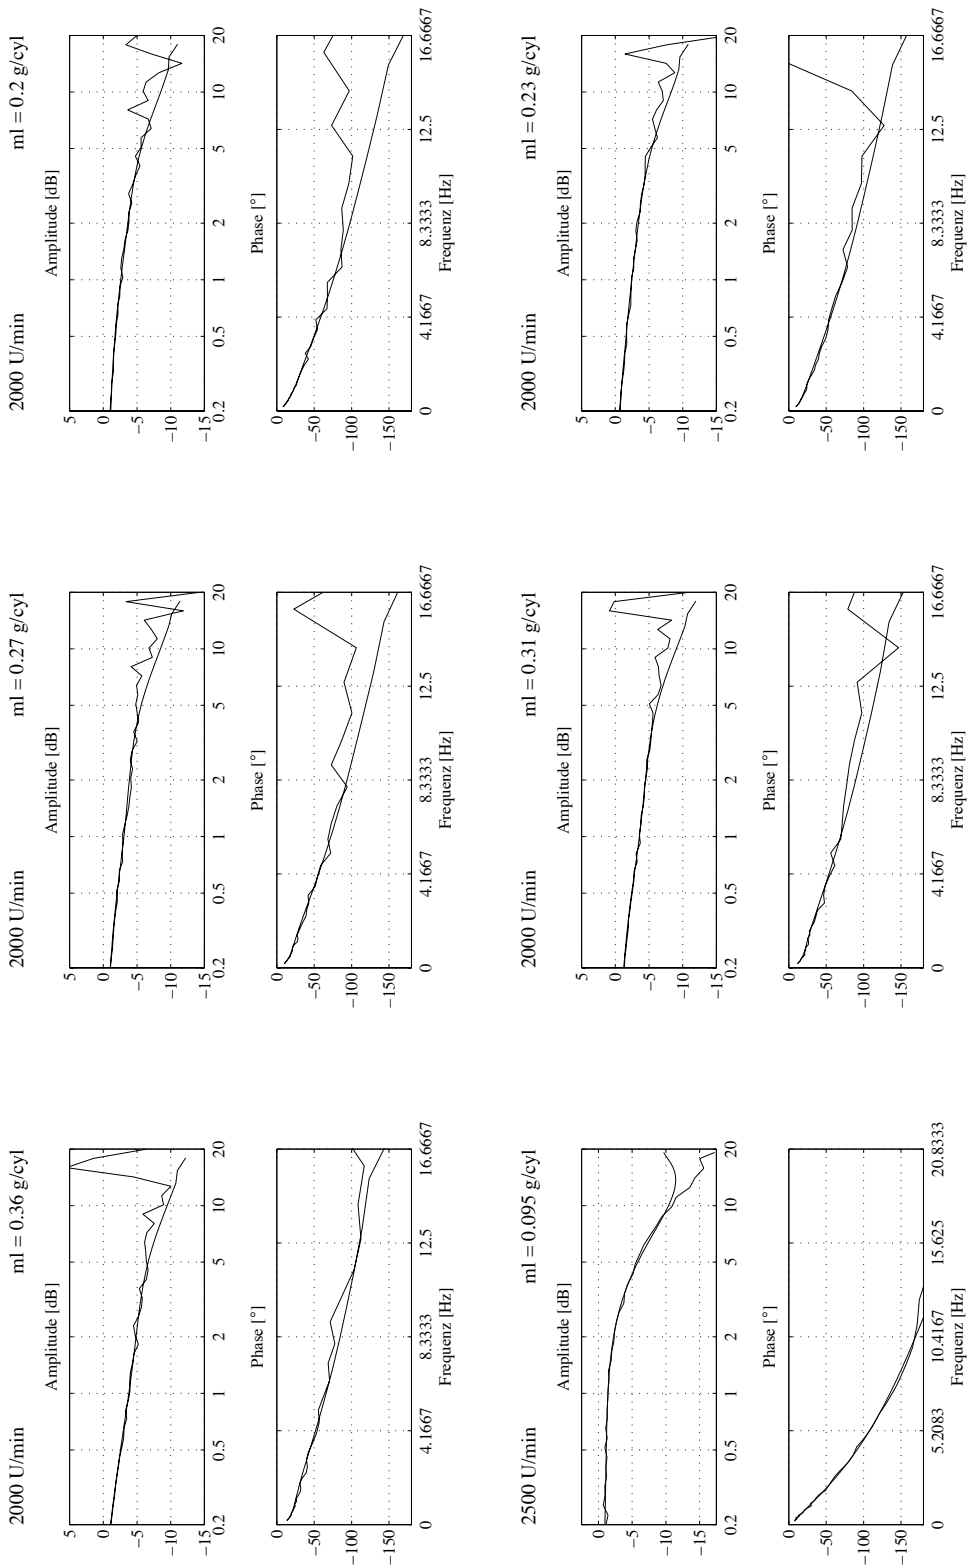 2000 U/min ml = 0.36 g/cyl
Amplitude [dB]
5
0
−5
−10
−15
0.2 0.5 1 2 5 10 20
Phase [°]
0
−50
−100
−150
0 4.1667 8.3333 12.5 16.6667
Frequenz [Hz]
2000 U/min ml = 0.27 g/cyl
Amplitude [dB]
5
0
−5
−10
−15
0.2 0.5 1 2 5 10 20
Phase [°]
0
−50
−100
−150
0 4.1667 8.3333 12.5 16.6667
Frequenz [Hz]
2000 U/min ml = 0.2 g/cyl
Amplitude [dB]
5
0
−5
−10
−15
0.2 0.5 1 2 5 10 20
Phase [°]
0
−50
−100
−150
0 4.1667 8.3333 12.5 16.6667
Frequenz [Hz]
2500 U/min ml = 0.095 g/cyl
Amplitude [dB]
0
−5
−10
−15
0.2 0.5 1 2 5 10 20
Phase [°]
0
−50
−100
−150
0 5.2083 10.4167 15.625 20.8333
Frequenz [Hz]
2000 U/min ml = 0.31 g/cyl
Amplitude [dB]
5
0
−5
−10
−15
0.2 0.5 1 2 5 10 20
Phase [°]
0
−50
−100
−150
0 4.1667 8.3333 12.5 16.6667
Frequenz [Hz]
2000 U/min ml = 0.23 g/cyl
Amplitude [dB]
5
0
−5
−10
−15
0.2 0.5 1 2 5 10 20
Phase [°]
0
−50
−100
−150
0 4.1667 8.3333 12.5 16.6667
Frequenz [Hz]